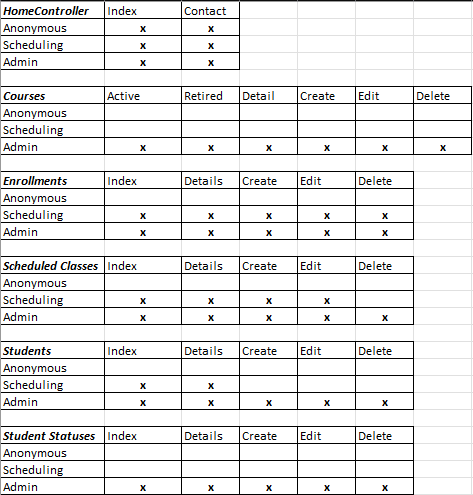 HomeController Index Contact
Anonymous x x
Scheduling x x
Admin x x
Courses Active Retired Detail Create Edit Delete
Anonymous
Scheduling
Admin x x x x x x
Enrollments Index Details Create Edit Delete
Anonymous
Scheduling x x x x x
Admin x x x x x
Scheduled Classes Index Details Create Edit Delete
Anonymous
Scheduling x x x x
Admin x x x x x
Students Index Details Create Edit Delete
Anonymous
Scheduling x x
Admin x x x x x
Student Statuses Index Details Create Edit Delete
Anonymous
Scheduling
Admin x x x x x